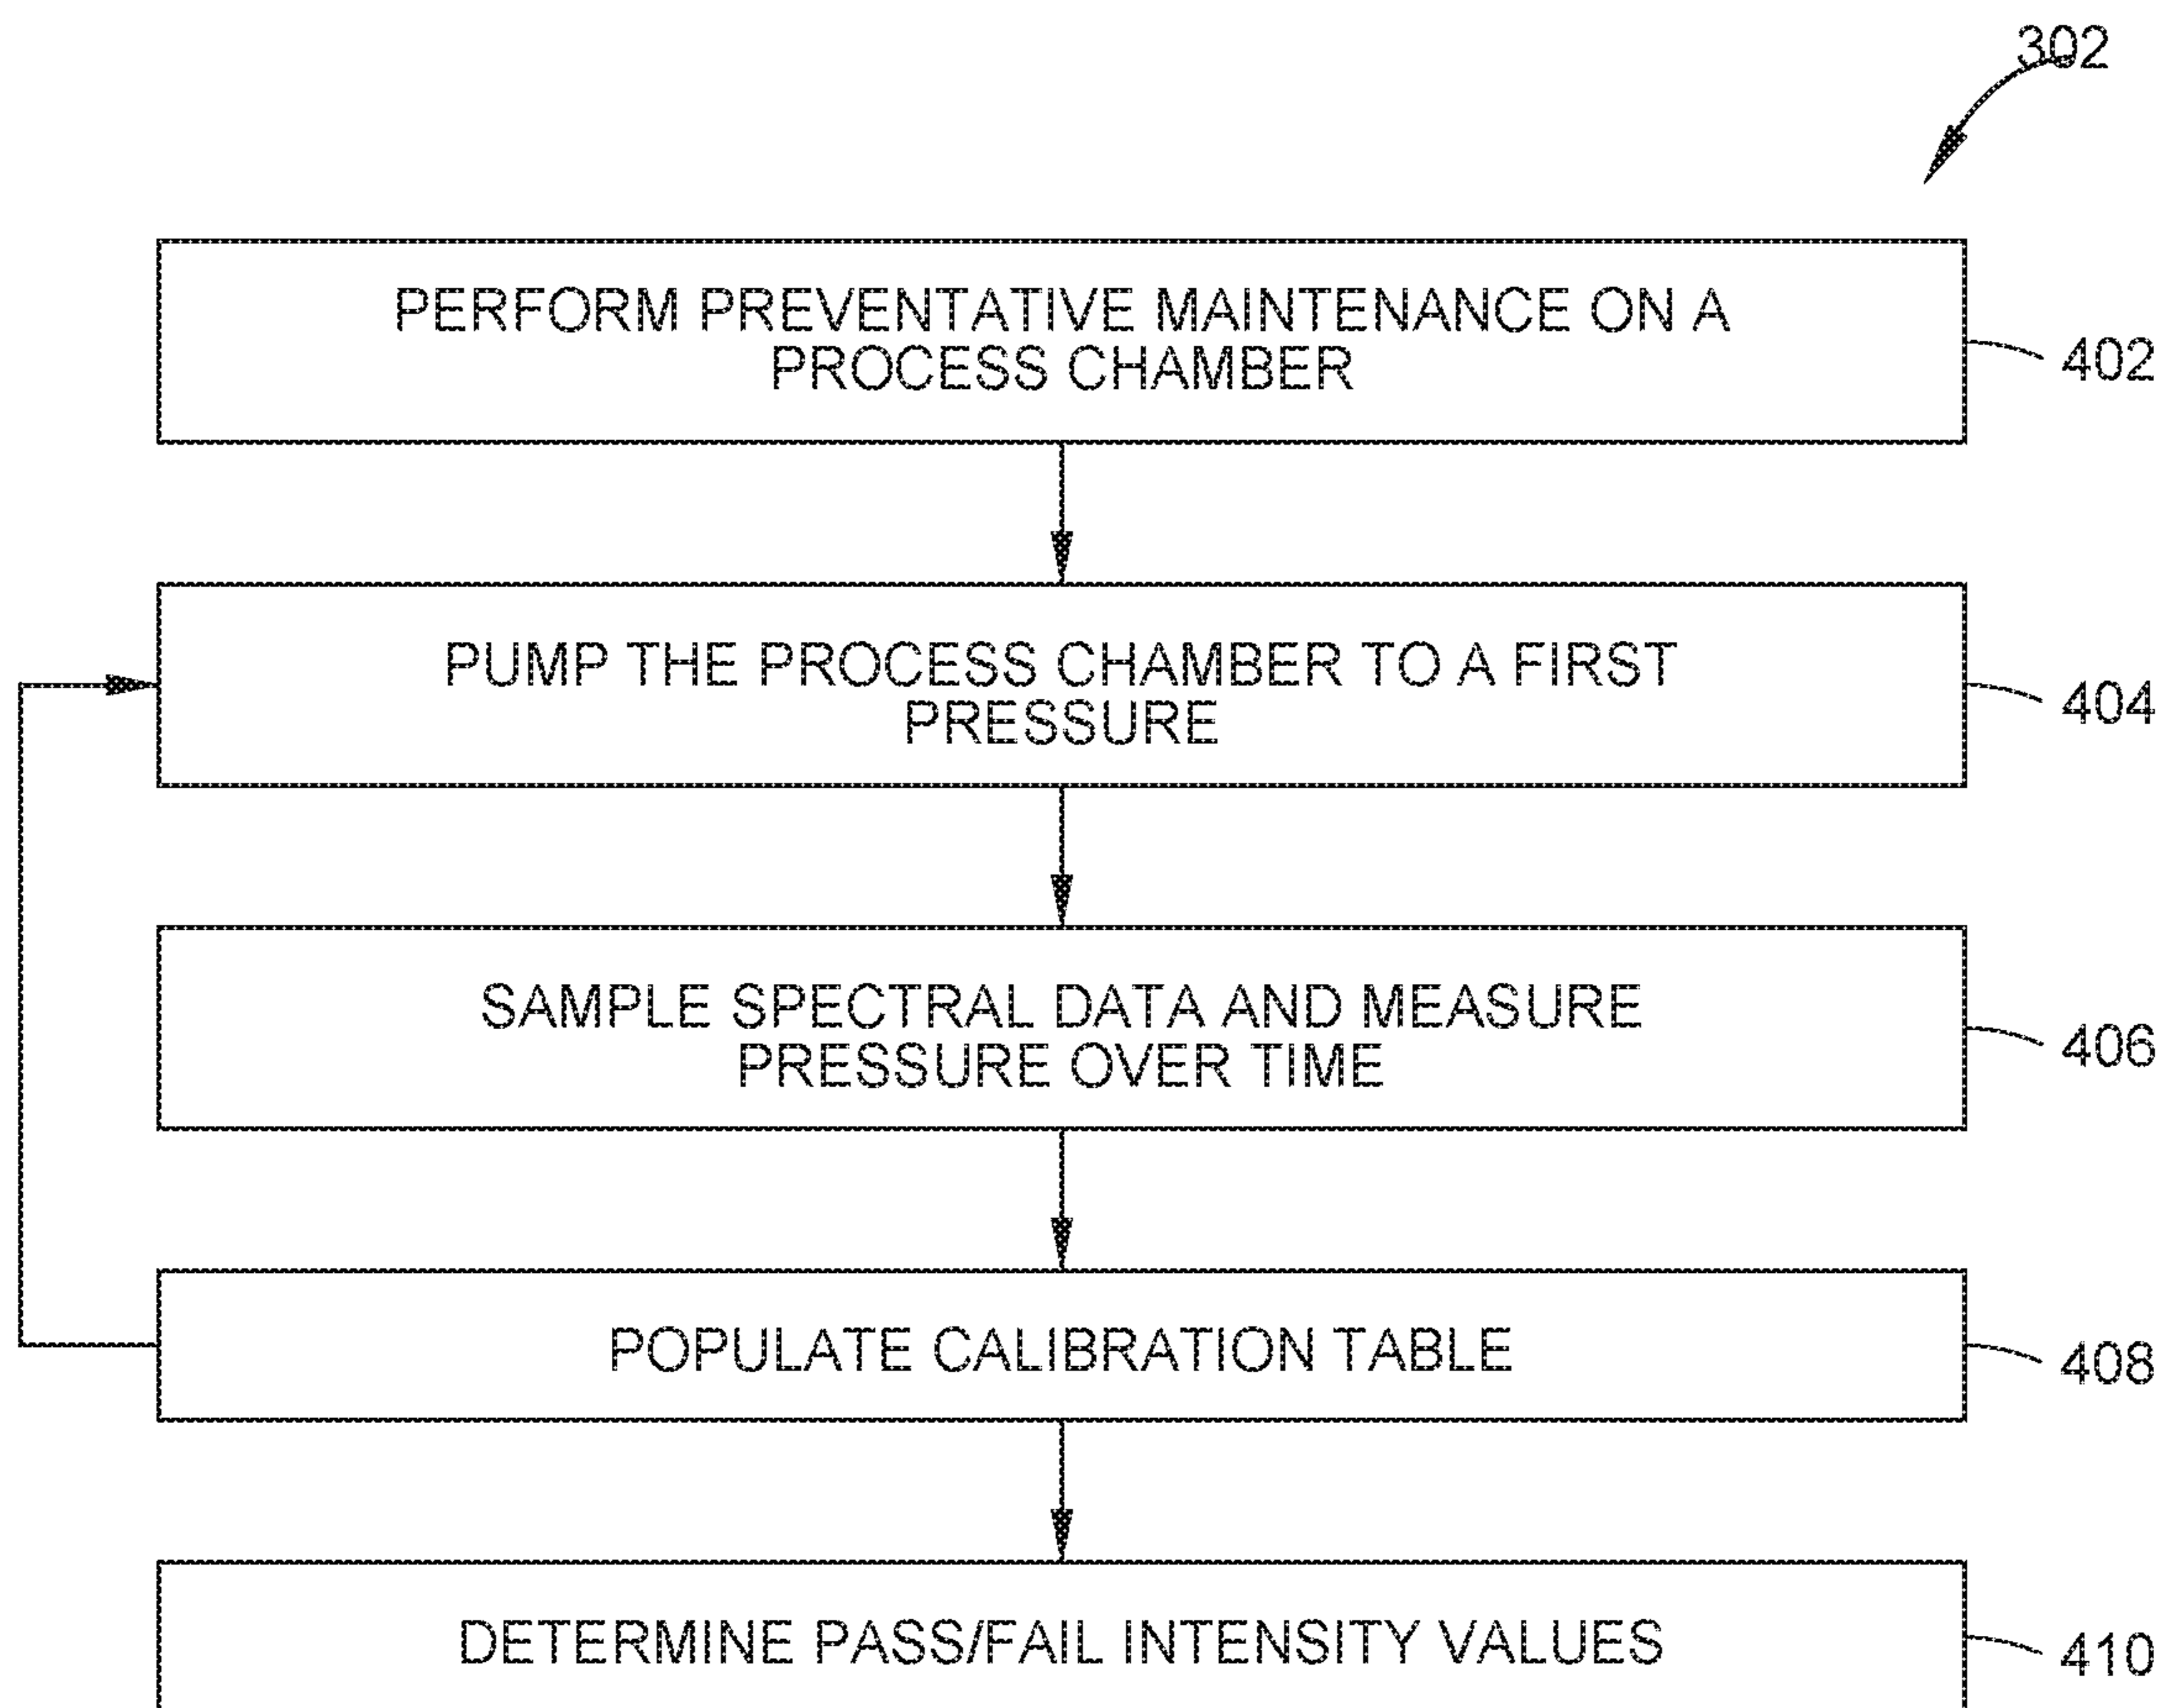 302
PERFORM PREVENTATIVE MAINTENANCE ON A
PROCESS CHAMBER
402
PUMP THE PROCESS CHAMBER TO A FIRST
PRESSURE
404
SAMPLE SPECTRAL DATA AND MEASURE
PRESSURE OVER TIME
406
POPULATE CALIBRATION TABLE
408
DETERMINE PASS/FAIL INTENSITY VALUES
410